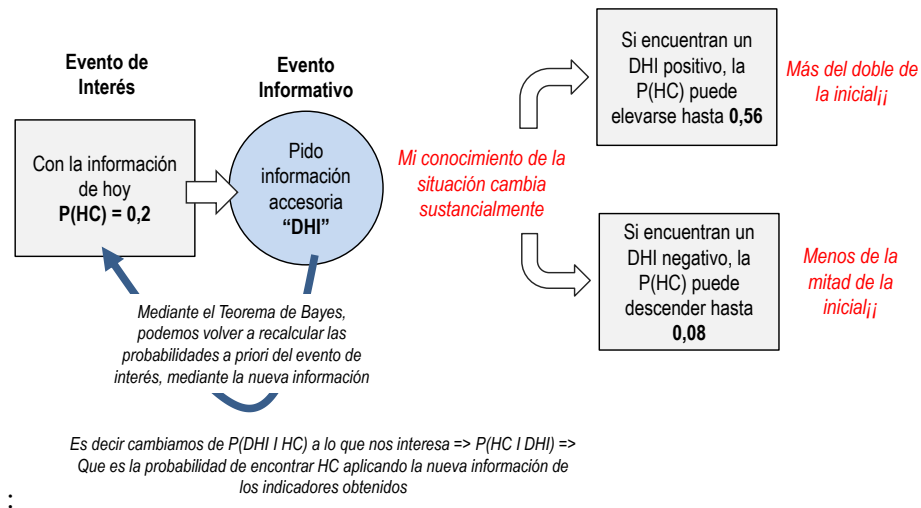 Evento de
Interés
Con la información
de hoy
P(HC) = 0,2
Evento
Informativo
Pido
información
accesoria
“DHI”
Mi conocimiento de la
situación cambia
sustancialmente
Si encuentran un
DHI positivo, la
P(HC) puede
elevarse hasta 0,56
Más del doble de
la inicial¡¡
Si encuentran un
DHI negativo, la
P(HC) puede
descender hasta
0,08
Menos de la
mitad de la
inicial¡¡
Mediante el Teorema de Bayes,
podemos volver a recalcular las
probabilidades a priori del evento de
interés, mediante la nueva información
Es decir cambiamos de P(DHI I HC) a lo que nos interesa => P(HC I DHI) =>
Que es la probabilidad de encontrar HC aplicando la nueva información de
los indicadores obtenidos
: